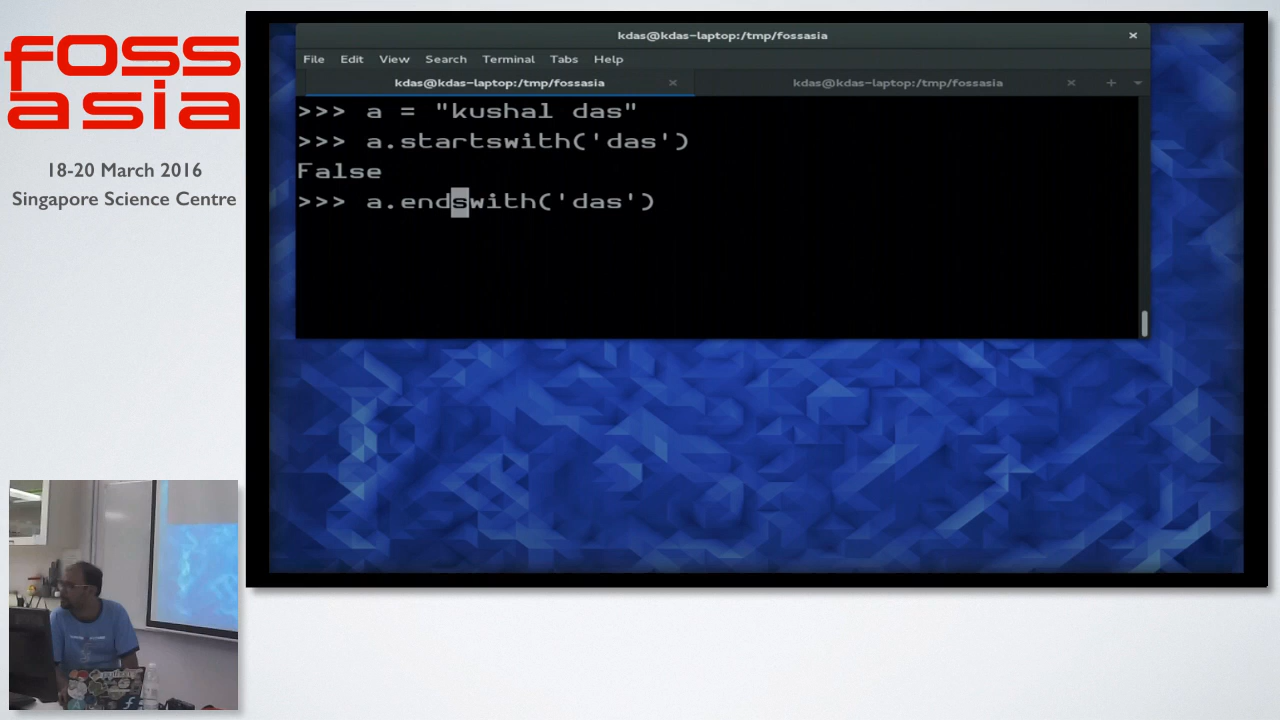 foss
asia
18-20 March 2016
Singapore Science Centre
kdas@kdas-laptop:/tmp/fossasia
File Edit View Search Terminal Tabs Help
kdas@kdas-laptop:/tmp/fossasia kdas@kdas-laptop:/tmp/fossasia
>>> a = "kushal das"
>>> a.startswith('das')
False
>>> a.endswith('das')